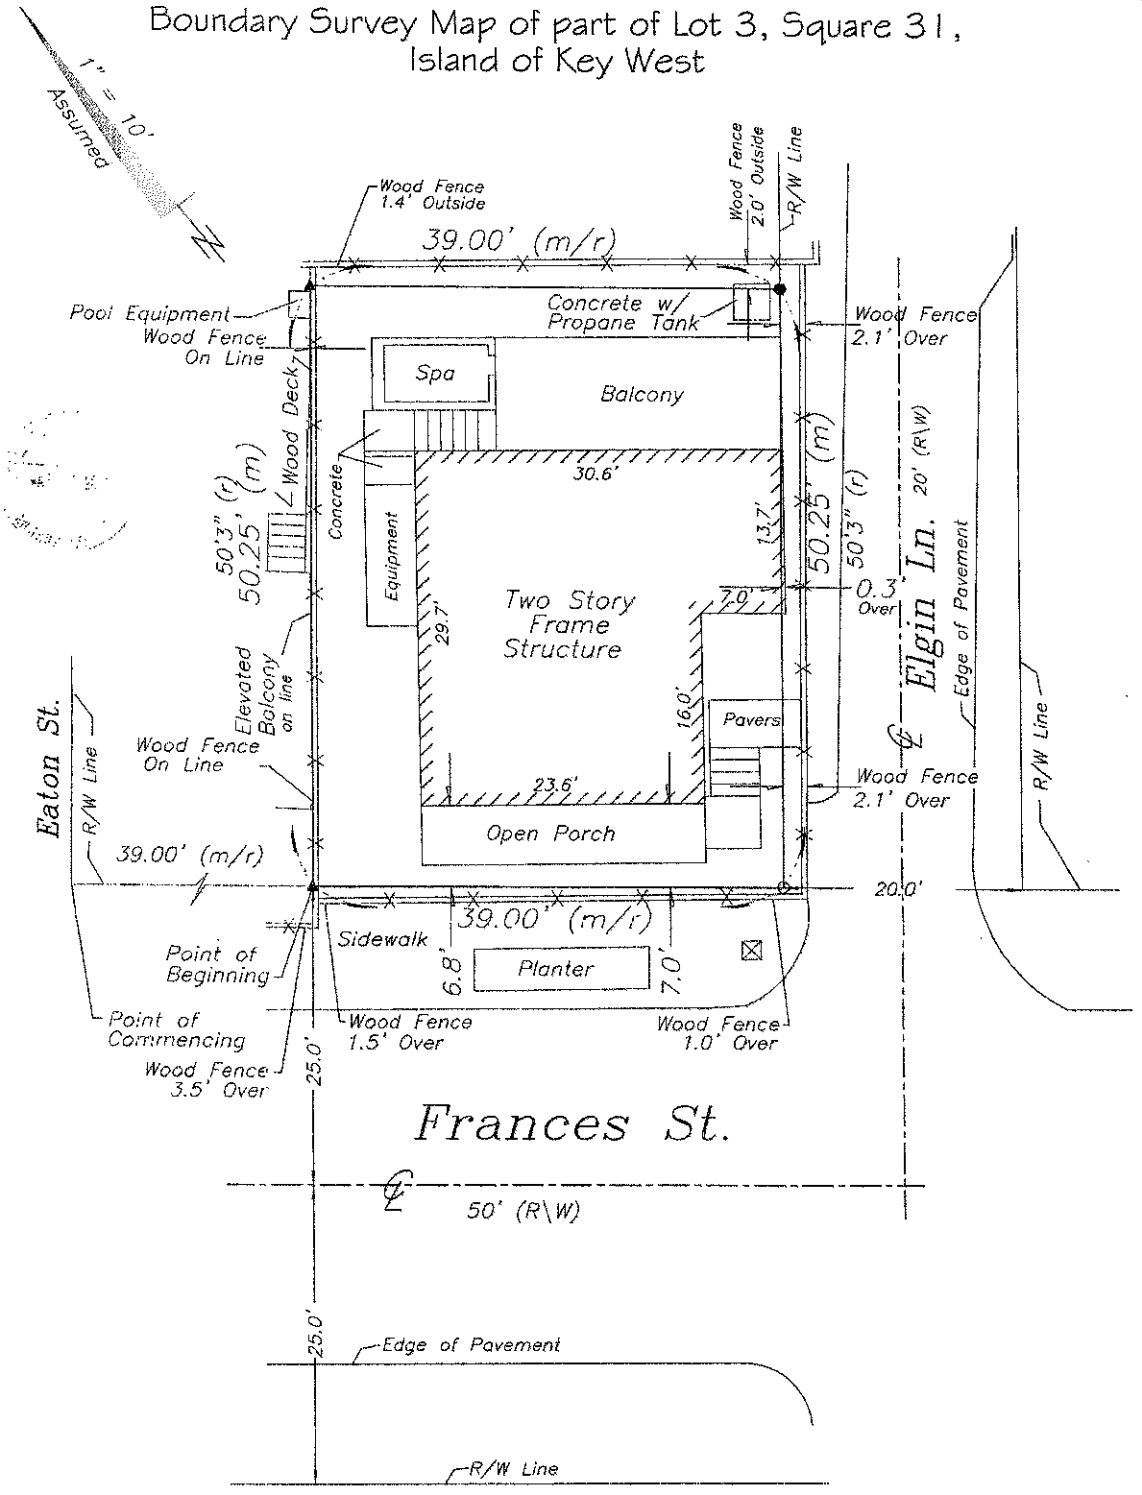 Boundary Survey Map of part of Lot 3, Square 31,
Island of Key West
1" = 10'
Assumed
N
Wood Fence
1.4' Outside
Wood Fence
2.0' Outside
R/W Line
39.00' (m/r)
Pool Equipment
Wood Fence
On Line
Concrete w/
Propane Tank
Wood Fence
2.1' Over
Spa
Balcony
Wood Deck
Concrete
30.6'
50'3" (r)
50.25' (m)
Equipment
29.7'
13.7'
50.25' (m)
50'3" (r)
20' (R\W)
Elgin Ln.
Edge of Pavement
0.3'
Over
7.0'
Two Story
Frame
Structure
Elevated
Balcony
on line
16.0'
Pavers
Eaton St.
R/W Line
Wood Fence
On Line
23.6'
Wood Fence
2.1' Over
R/W Line
Open Porch
39.00' (m/r)
20.0'
39.00' (m/r)
Sidewalk
6.8'
Planter
7.0'
Point of
Beginning
Point of
Commencing
Wood Fence
1.5' Over
Wood Fence
1.0' Over
Wood Fence
3.5' Over
25.0'
Frances St.
50' (R\W)
25.0'
Edge of Pavement
R/W Line